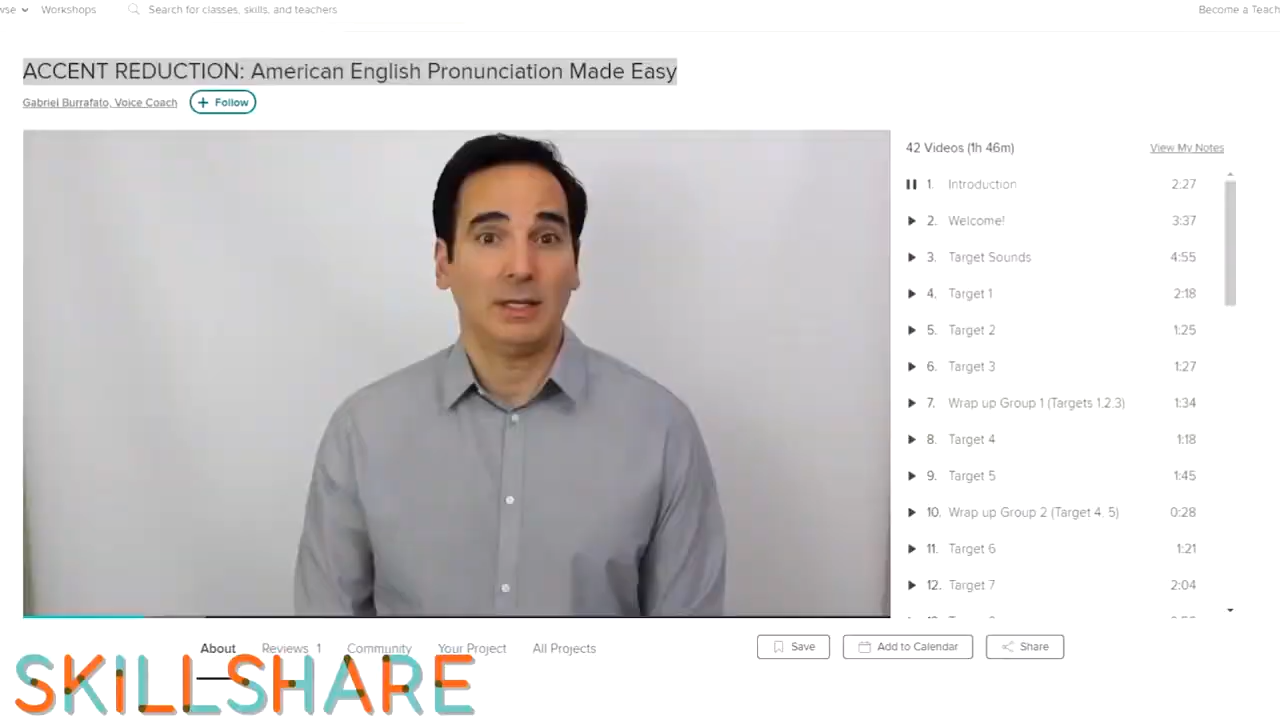 wse Workshops Search for classes, skills, and teachers Become a Teach
ACCENT REDUCTION: American English Pronunciation Made Easy
Gabriel Burrafato, Voice Coach + Follow
42 Videos (1h 46m) View My Notes
1. Introduction 2:27
2. Welcome! 3:37
3. Target Sounds 4:55
4. Target 1 2:18
5. Target 2 1:25
6. Target 3 1:27
7. Wrap up Group 1 (Targets 1,2,3) 1:34
8. Target 4 1:18
9. Target 5 1:45
10. Wrap up Group 2 (Target 4, 5) 0:28
11. Target 6 1:21
12. Target 7 2:04
About Reviews 1 Community Your Project All Projects Save Add to Calendar Share
SKILLSHARE